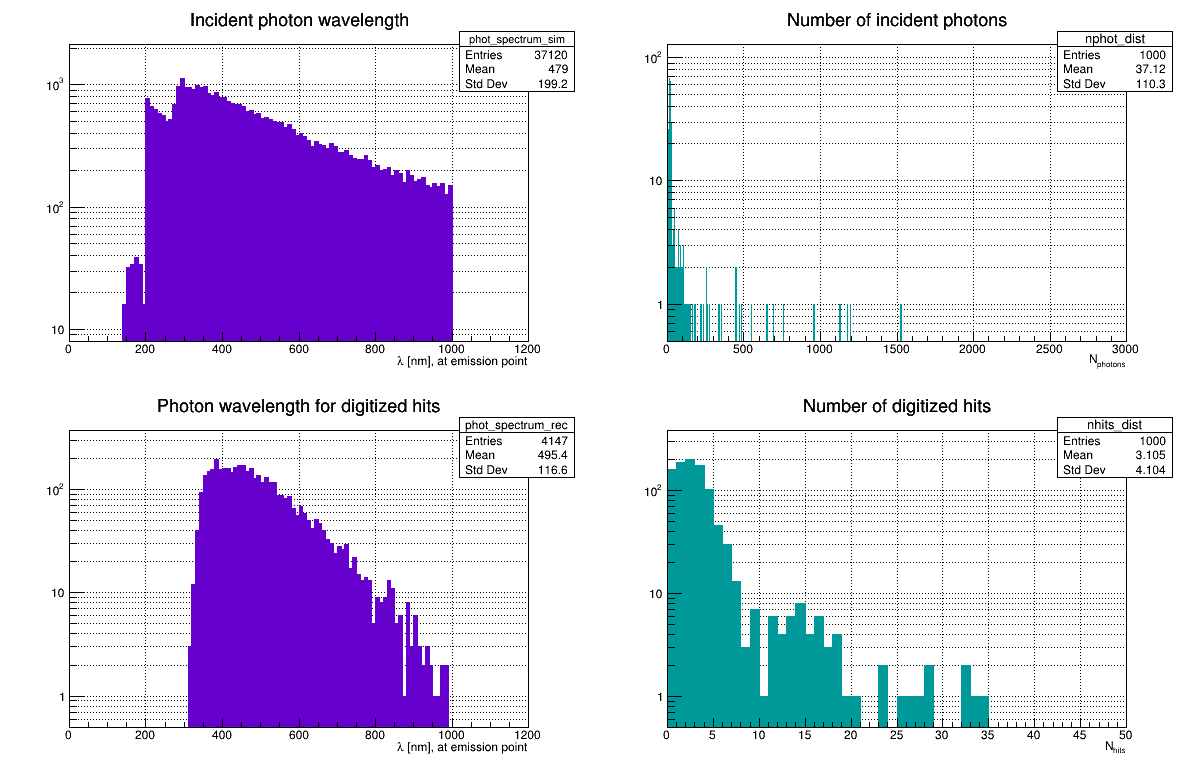 Incident photon wavelength
phot_spectrum_sim
Entries 37120
Mean 479
Std Dev 199.2
10³
10²
10
0 200 400 600 800 1000 1200
λ [nm], at emission point
Number of incident photons
nphot_dist
Entries 1000
Mean 37.12
Std Dev 110.3
10²
10
1
0 500 1000 1500 2000 2500 3000
Nphotons
Photon wavelength for digitized hits
phot_spectrum_rec
Entries 4147
Mean 495.4
Std Dev 116.6
10²
10
1
0 200 400 600 800 1000 1200
λ [nm], at emission point
Number of digitized hits
nhits_dist
Entries 1000
Mean 3.105
Std Dev 4.104
10²
10
1
0 5 10 15 20 25 30 35 40 45 50
Nhits